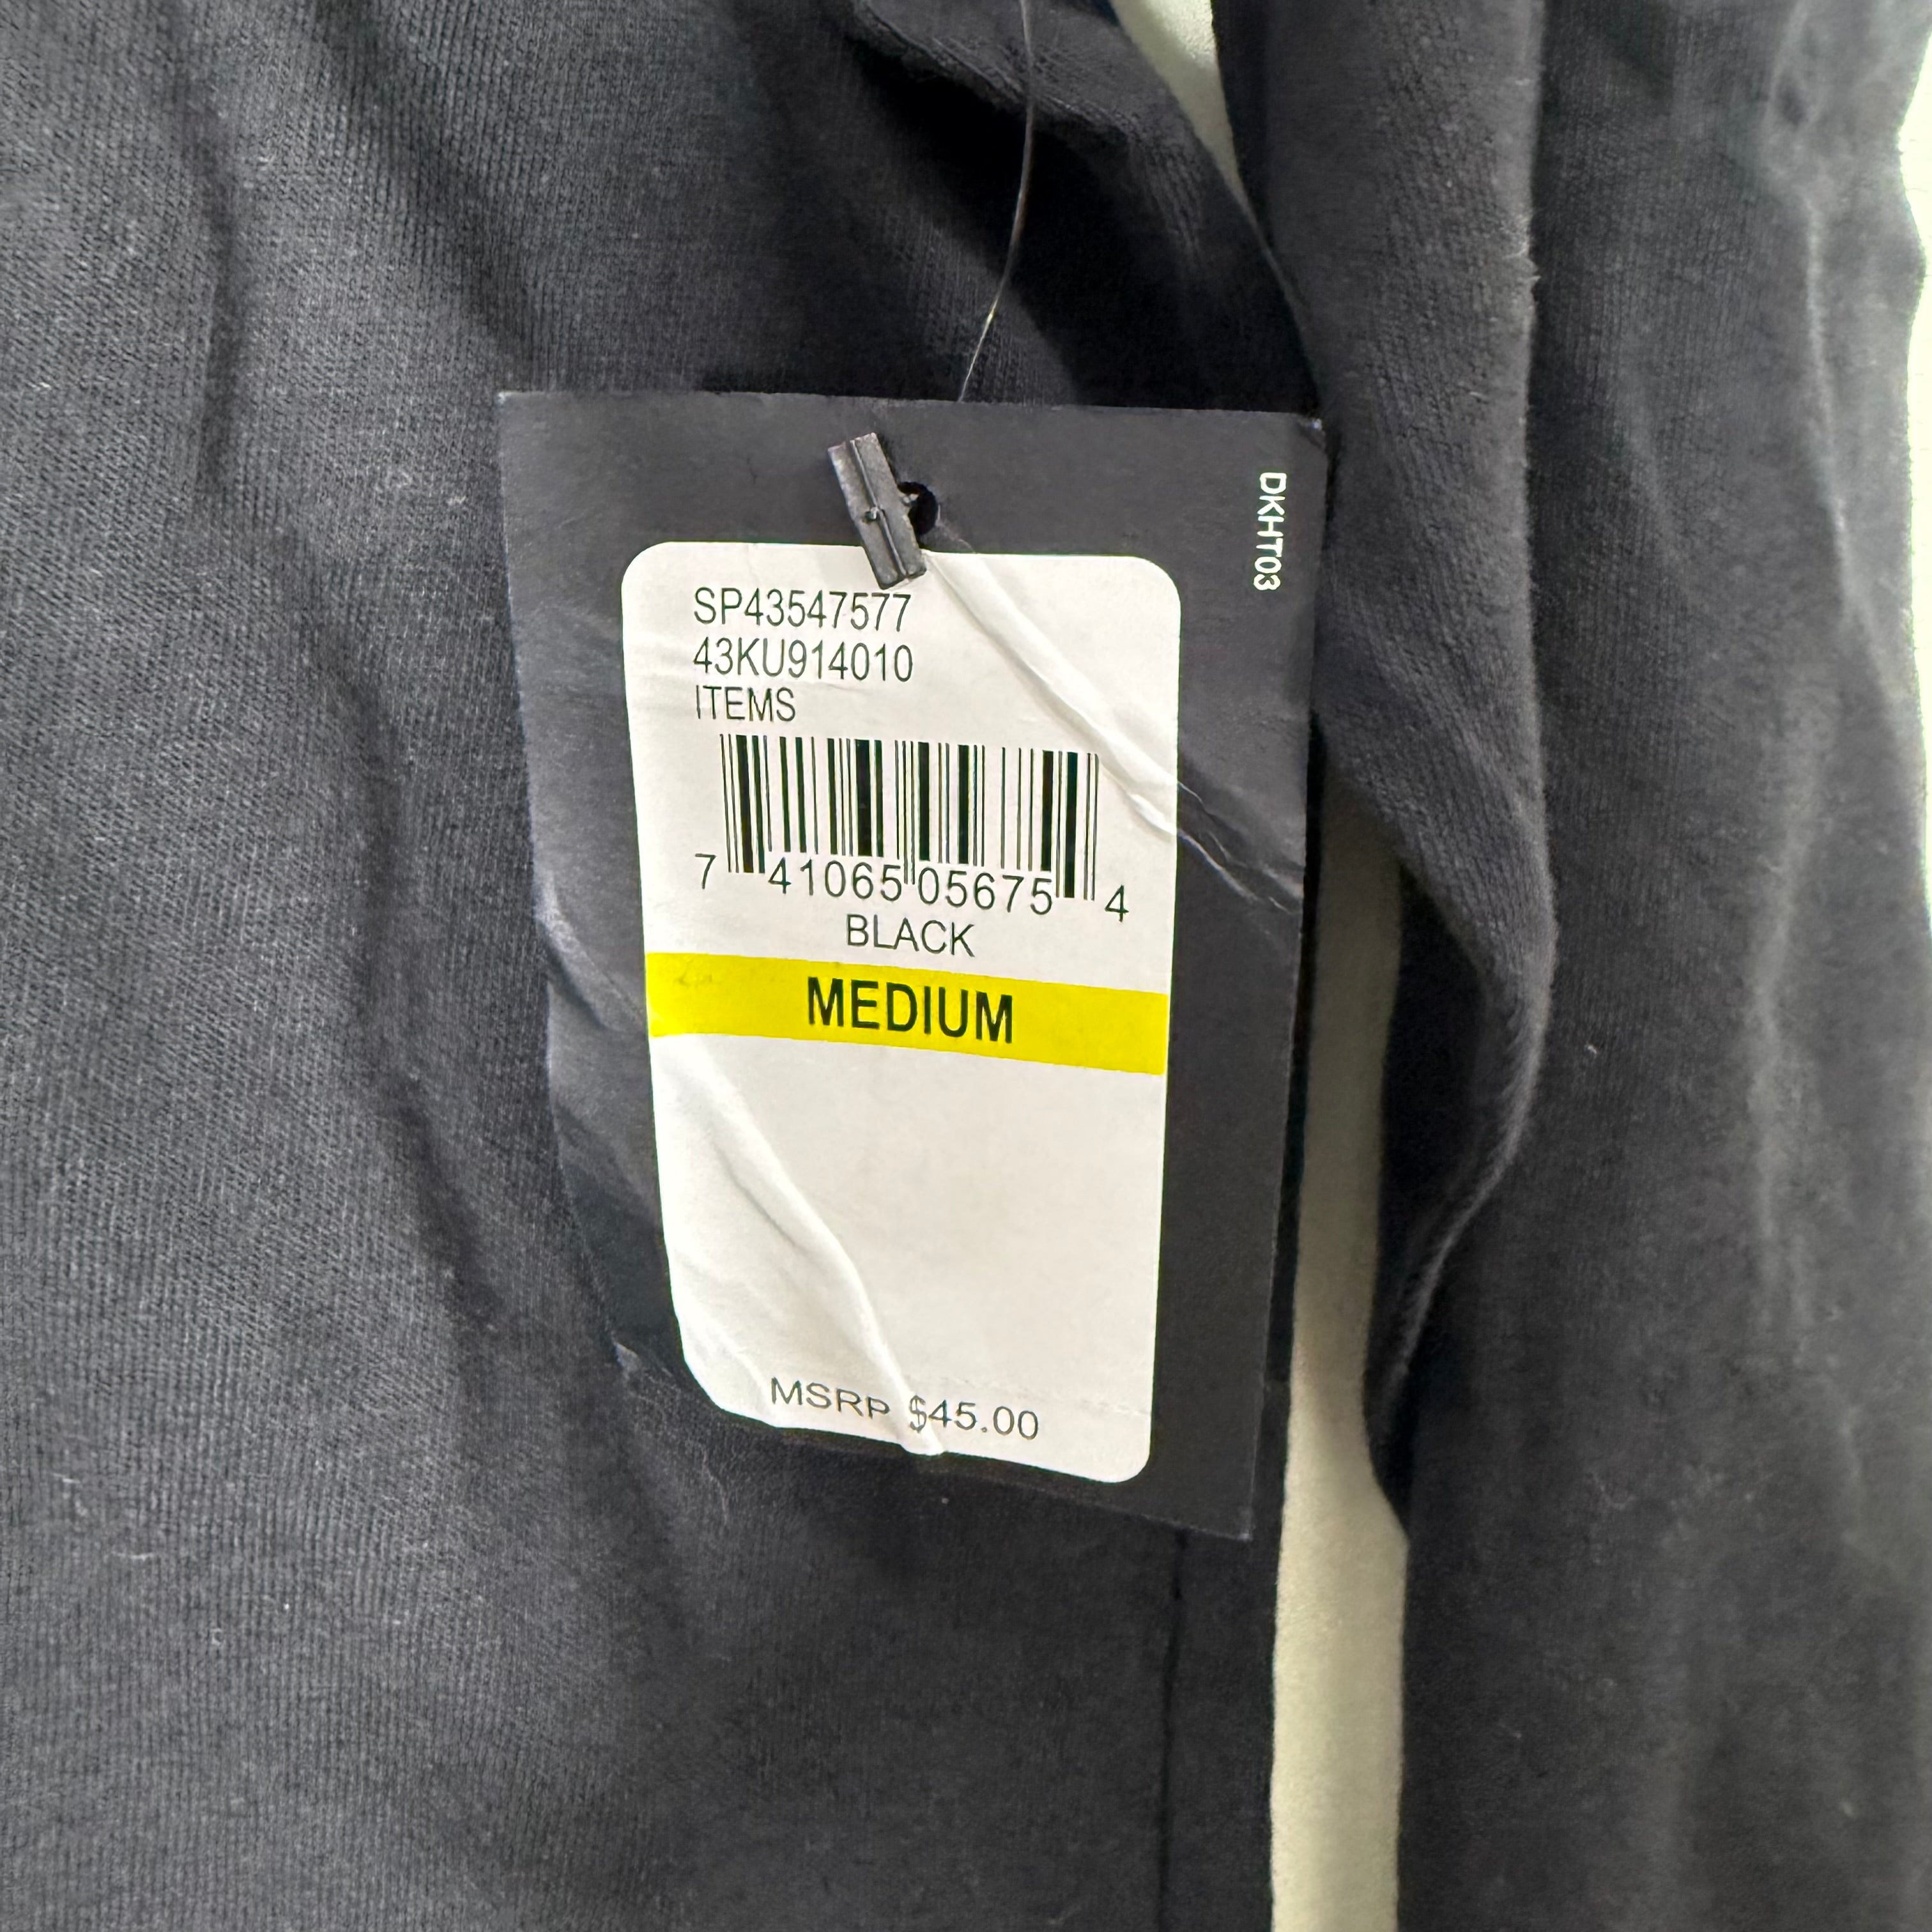 DKHT03
SP43547577
43KU914010
ITEMS
7 41065 05675 4
BLACK
MEDIUM
MSRP $45.00